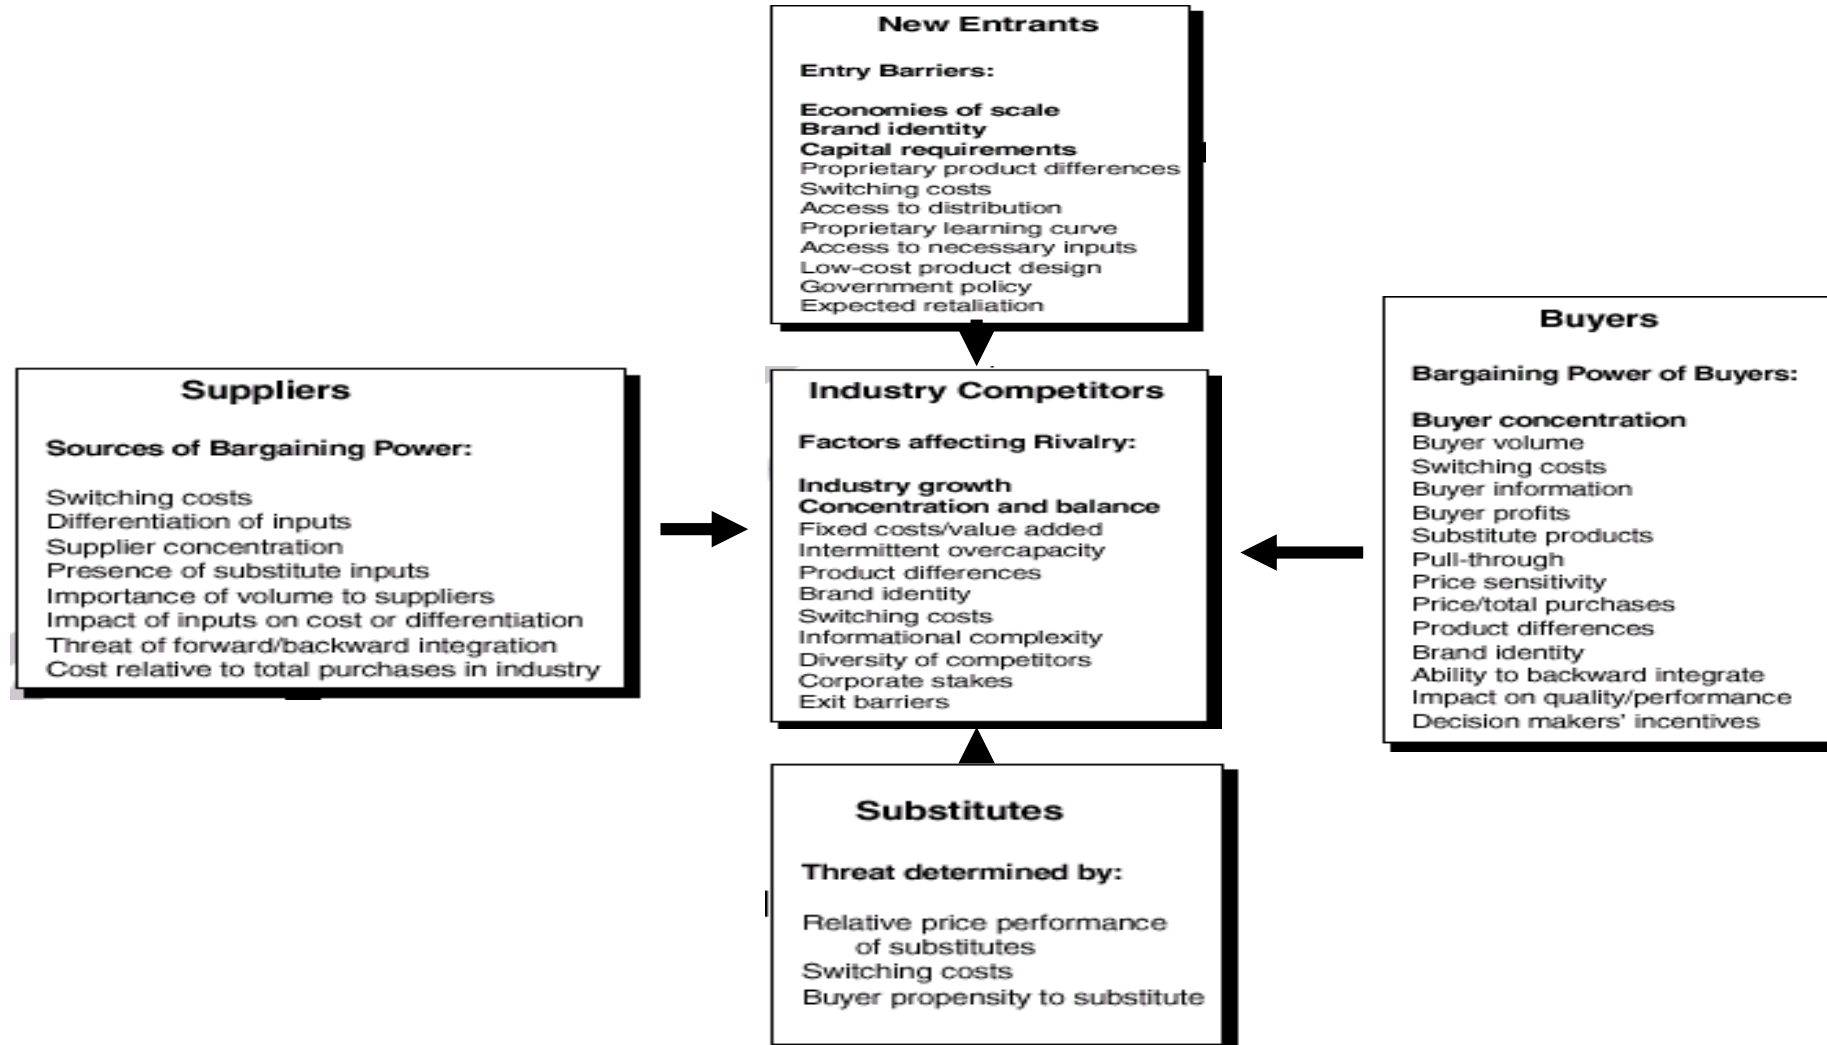 New Entrants
Entry Barriers:
Economies of scale
Brand identity
Capital requirements
Proprietary product differences
Switching costs
Access to distribution
Proprietary learning curve
Access to necessary inputs
Low-cost product design
Government policy
Expected retaliation
Suppliers
Sources of Bargaining Power:
Switching costs
Differentiation of inputs
Supplier concentration
Presence of substitute inputs
Importance of volume to suppliers
Impact of inputs on cost or differentiation
Threat of forward/backward integration
Cost relative to total purchases in industry
Industry Competitors
Factors affecting Rivalry:
Industry growth
Concentration and balance
Fixed costs/value added
Intermittent overcapacity
Product differences
Brand identity
Switching costs
Informational complexity
Diversity of competitors
Corporate stakes
Exit barriers
Buyers
Bargaining Power of Buyers:
Buyer concentration
Buyer volume
Switching costs
Buyer information
Buyer profits
Substitute products
Pull-through
Price sensitivity
Price/total purchases
Product differences
Brand identity
Ability to backward integrate
Impact on quality/performance
Decision makers' incentives
Substitutes
Threat determined by:
Relative price performance
of substitutes
Switching costs
Buyer propensity to substitute